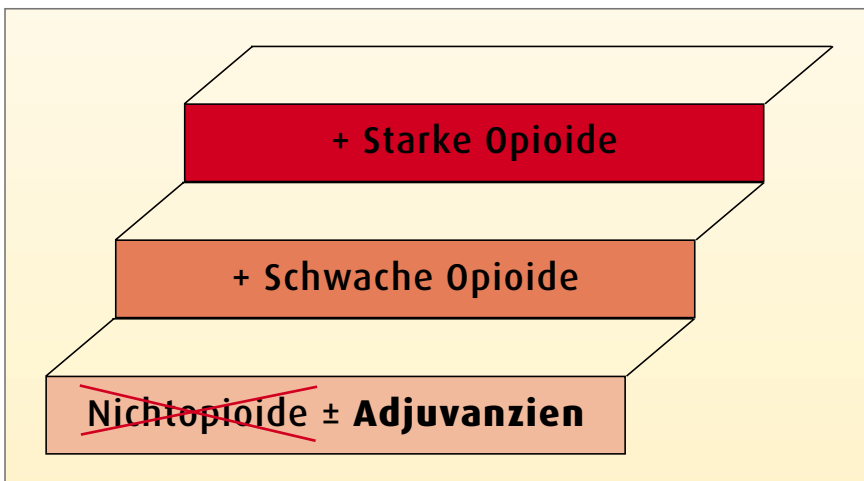 + Starke Opioide
+ Schwache Opioide
Nichtopioide ± Adjuvanzien